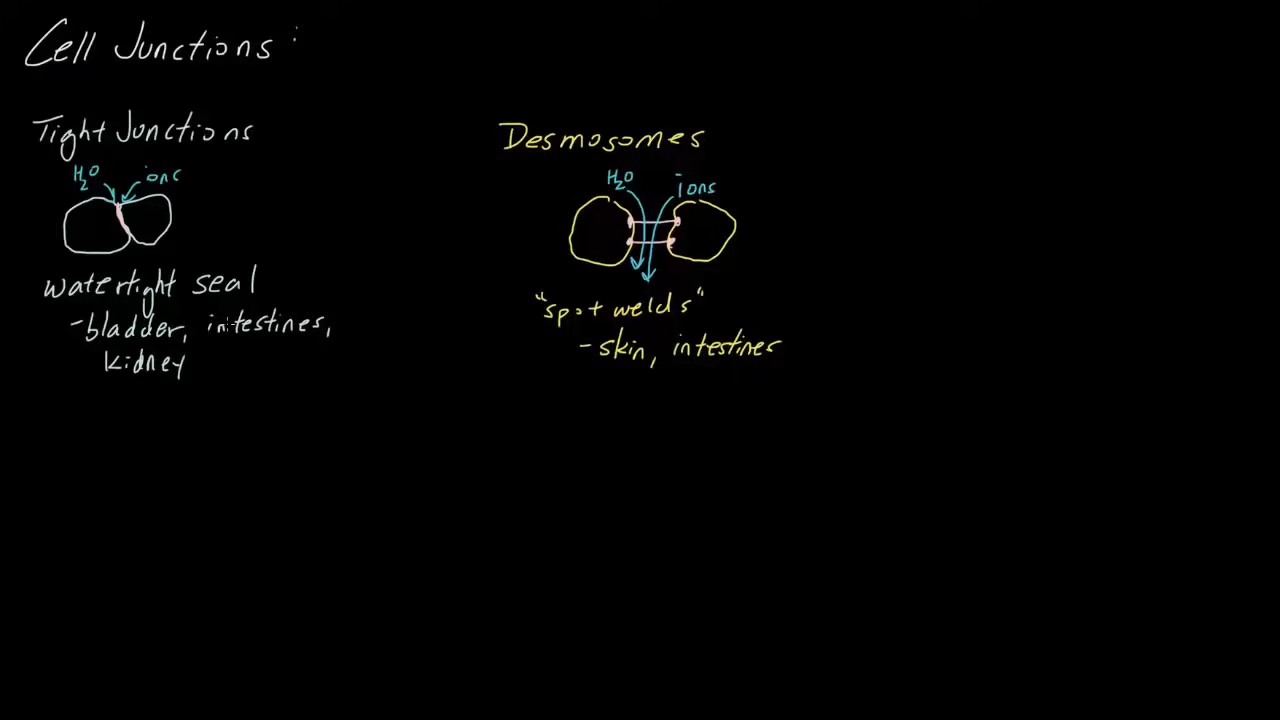 Cell Junctions:
Tight Junctions
H2O ions
watertight seal
- bladder, intestines,
kidney
Desmosomes
H2O ions
"spot welds"
- skin, intestines